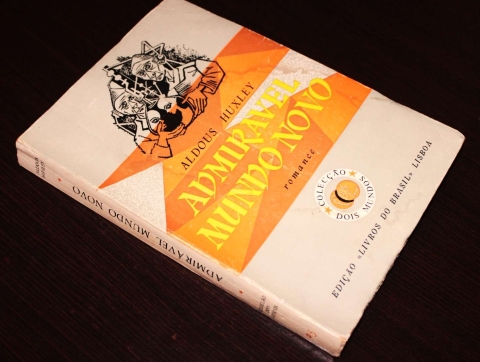 ALDOUS HUXLEY
ADMIRÁVEL
MUNDO NOVO
romance
COLECÇÃO
DOIS MUNDOS
EDIÇÃO «LIVROS DO BRASIL» LISBOA
ADMIRÁVEL MUNDO NOVO